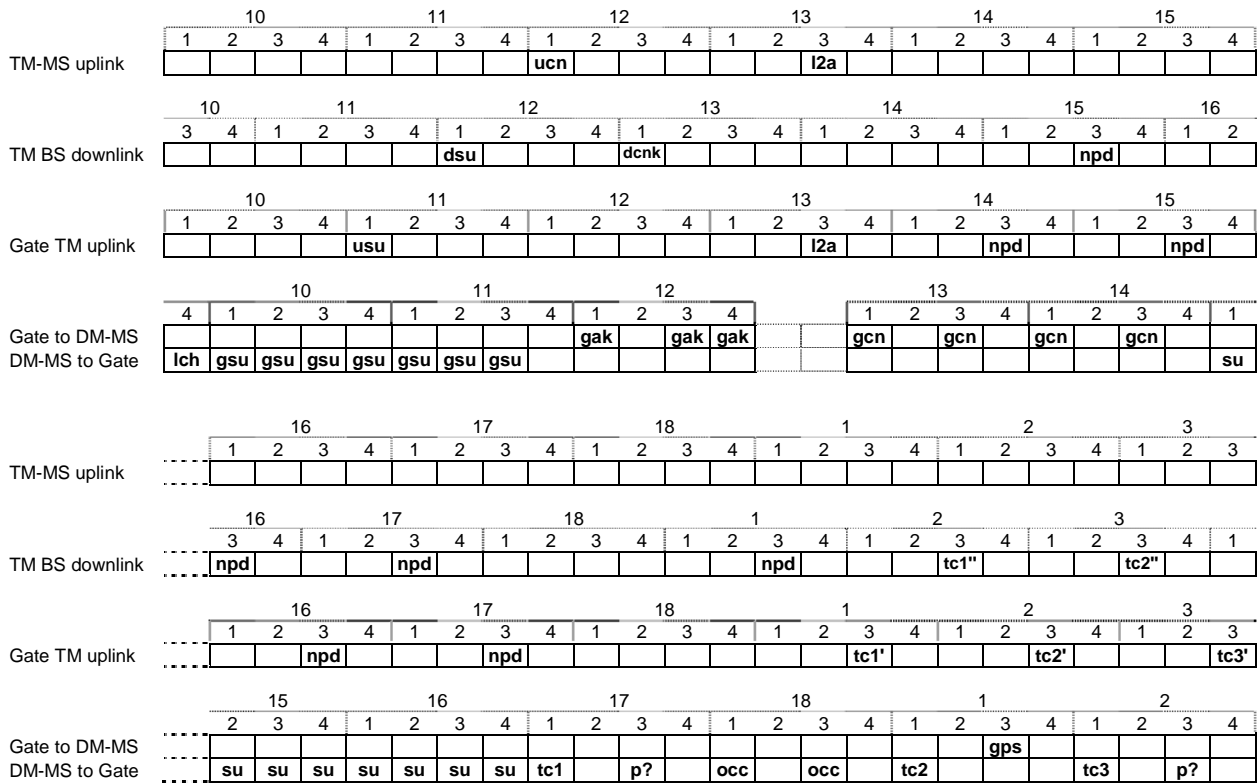 10 11 12 13 14 15
1 2 3 4 1 2 3 4 1 2 3 4 1 2 3 4 1 2 3 4 1 2 3 4
TM-MS uplink ucn l2a
10 11 12 13 14 15 16
3 4 1 2 3 4 1 2 3 4 1 2 3 4 1 2 3 4 1 2 3 4 1 2
TM BS downlink dsu dcnk npd
10 11 12 13 14 15
1 2 3 4 1 2 3 4 1 2 3 4 1 2 3 4 1 2 3 4 1 2 3 4
Gate TM uplink usu l2a npd npd
10 11 12 13 14
4 1 2 3 4 1 2 3 4 1 2 3 4 1 2 3 4 1 2 3 4 1
Gate to DM-MS gak gak gak gcn gcn gcn gcn
DM-MS to Gate lch gsu gsu gsu gsu gsu gsu gsu su
16 17 18 1 2 3
1 2 3 4 1 2 3 4 1 2 3 4 1 2 3 4 1 2 3 4 1 2 3
TM-MS uplink
16 17 18 1 2 3
3 4 1 2 3 4 1 2 3 4 1 2 3 4 1 2 3 4 1 2 3 4 1
TM BS downlink npd npd npd tc1" tc2"
16 17 18 1 2 3
1 2 3 4 1 2 3 4 1 2 3 4 1 2 3 4 1 2 3 4 1 2 3
Gate TM uplink npd npd tc1' tc2' tc3'
15 16 17 18 1 2
2 3 4 1 2 3 4 1 2 3 4 1 2 3 4 1 2 3 4 1 2 3 4
Gate to DM-MS gps
DM-MS to Gate su su su su su su su tc1 p? occ occ tc2 tc3 p?